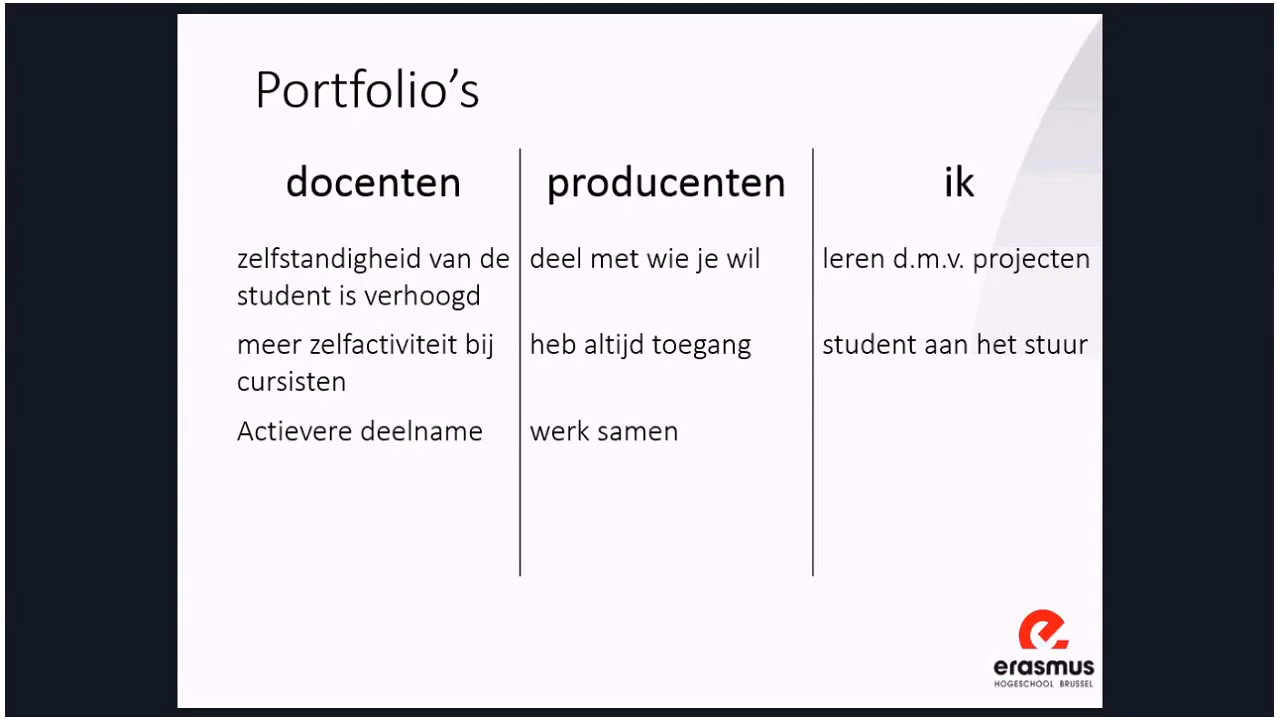 Portfolio's
docenten
producenten
ik
zelfstandigheid van de
student is verhoogd
deel met wie je wil
leren d.m.v. projecten
meer zelfactiviteit bij
cursisten
heb altijd toegang
student aan het stuur
Actievere deelname
werk samen
erasmus
HOGESCHOOL BRUSSEL